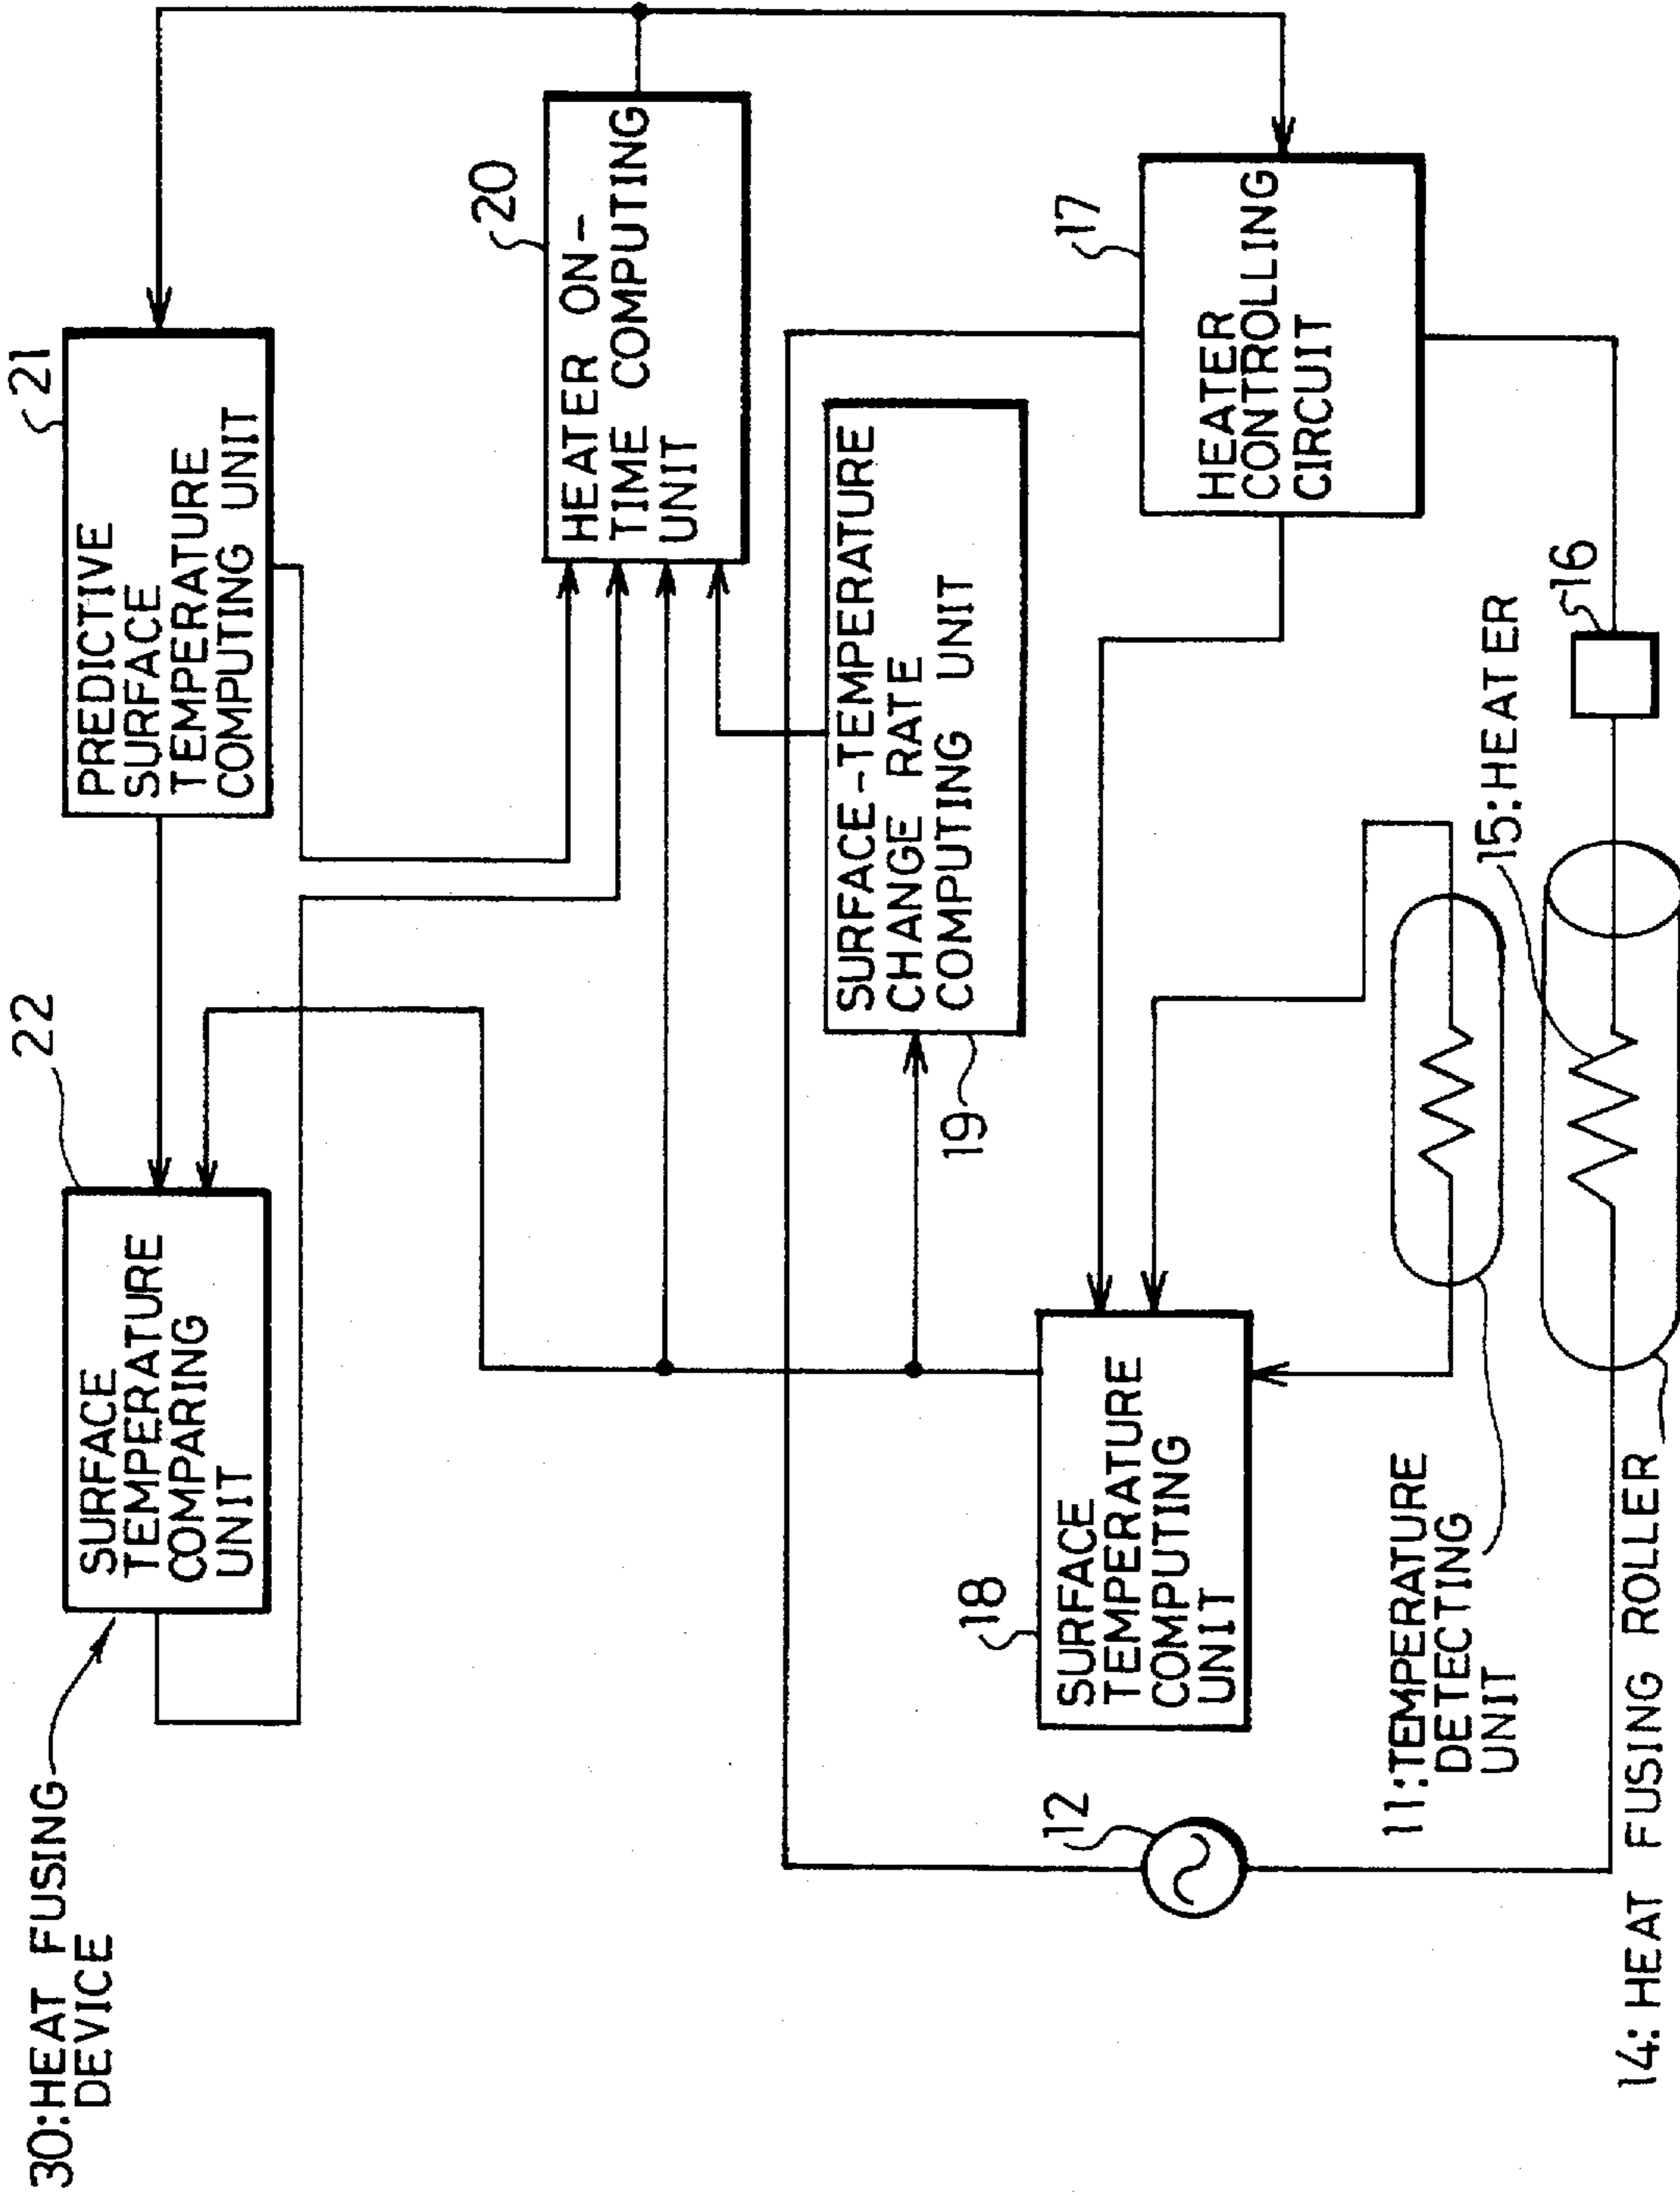 30:HEAT FUSING
DEVICE
22
SURFACE
TEMPERATURE
COMPARING
UNIT
21
PREDICTIVE
SURFACE
TEMPERATURE
COMPUTING UNIT
20
HEATER ON-
TIME COMPUTING
UNIT
SURFACE-TEMPERATURE
CHANGE RATE
COMPUTING UNIT
19
18
SURFACE
TEMPERATURE
COMPUTING
UNIT
17
HEATER
CONTROLLING
CIRCUIT
12
11:TEMPERATURE
DETECTING
UNIT
15:HEATER
16
14: HEAT FUSING ROLLER